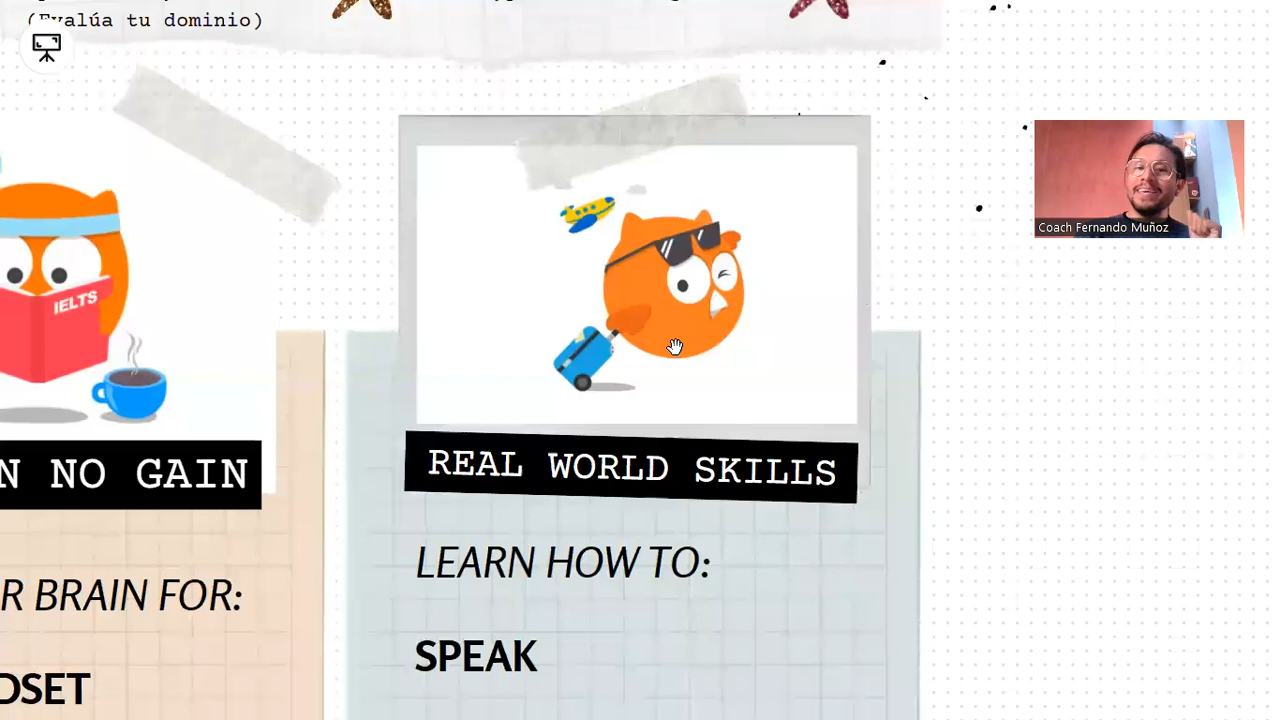 (Evalúa tu dominio)
Coach Fernando Muñoz
IELTS
N NO GAIN
REAL WORLD SKILLS
LEARN HOW TO:
R BRAIN FOR:
SPEAK
DSET